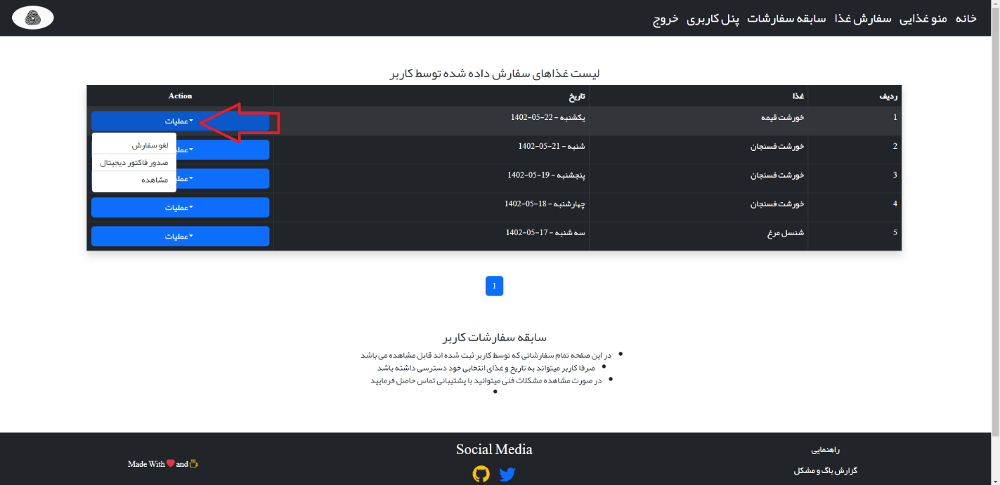 خانه منو غذایی سفارش غذا سابقه سفارشات پنل کاربری خروج
لیست غذاهای سفارش داده شده توسط کاربر
ردیف غذا تاریخ Action
1 خورشت قیمه یکشنبه - 22-05-1402 عملیات
لغو سفارش
صدور فاکتور دیجیتال
مشاهده
2 خورشت فسنجان شنبه - 21-05-1402
3 خورشت فسنجان پنجشنبه - 19-05-1402
4 خورشت فسنجان چهارشنبه - 18-05-1402 عملیات
5 شنسل مرغ سه شنبه - 17-05-1402 عملیات
1
سابقه سفارشات کاربر
در این صفحه تمام سفارشاتی که توسط کاربر ثبت شده اند قابل مشاهده می باشد
صرفا کاربر میتواند به تاریخ و غذای انتخابی خود دسترسی داشته باشد
در صورت مشاهده مشکلات فنی میتوانید با پشتیبانی تماس حاصل فرمایید
راهنمایی
گزارش باگ و مشکل
Social Media
Made With and